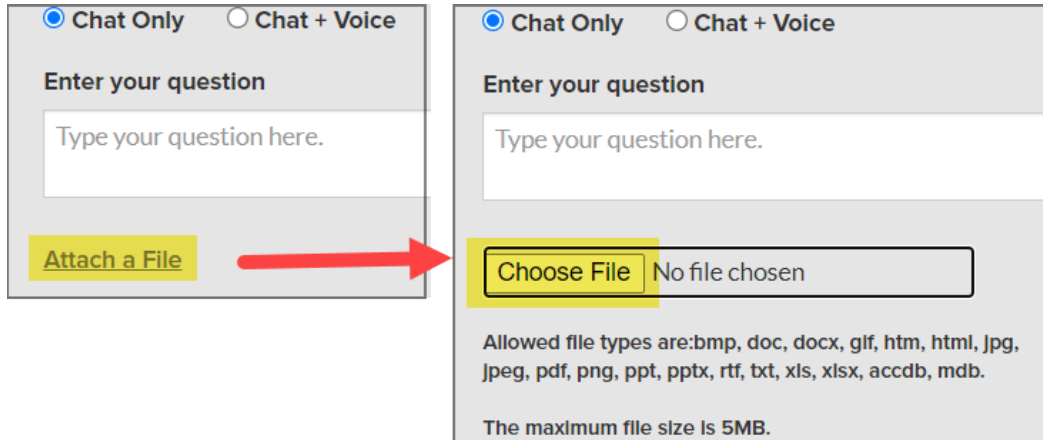 Chat Only Chat + Voice
Enter your question
Type your question here.
Attach a File
Chat Only Chat + Voice
Enter your question
Type your question here.
Choose File No file chosen
Allowed file types are:bmp, doc, docx, gif, htm, html, jpg,
jpeg, pdf, png, ppt, pptx, rtf, txt, xls, xlsx, accdb, mdb.
The maximum file size is 5MB.